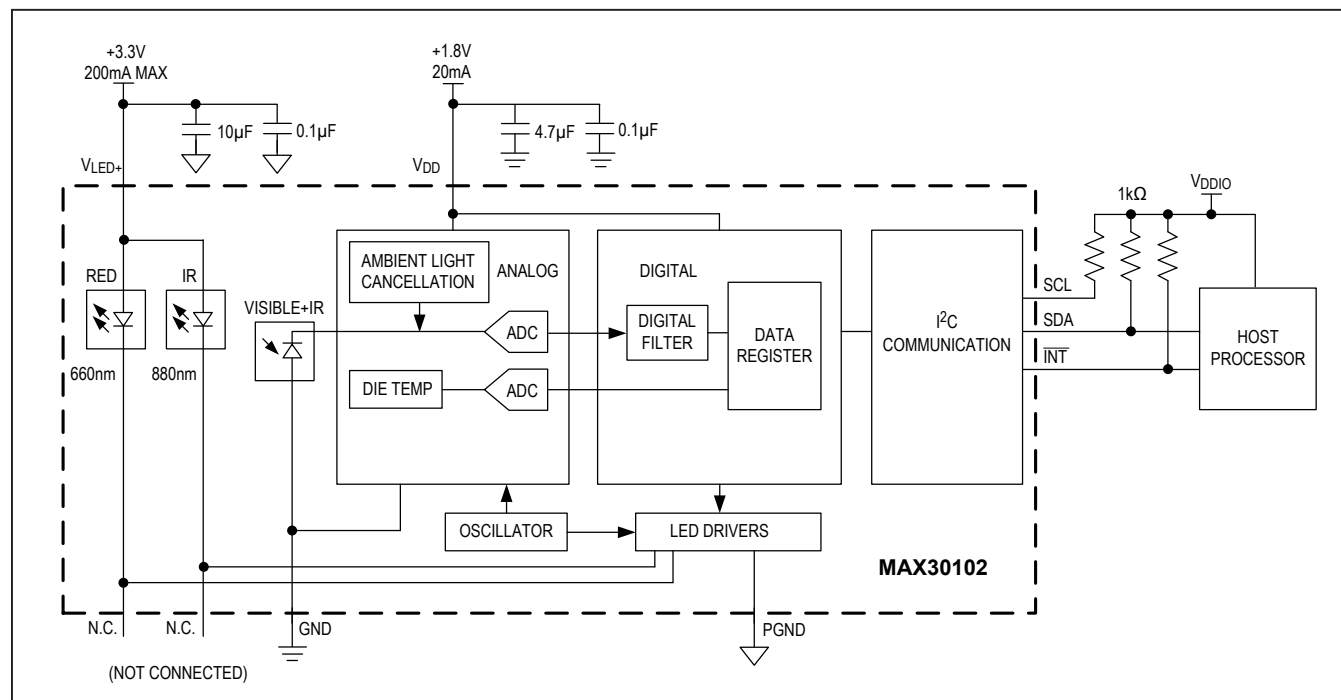 +3.3V
200mA MAX
+1.8V
20mA
10µF
0.1µF
4.7µF
0.1µF
VLED+
VDD
1kΩ
VDDIO
RED
IR
660nm
880nm
VISIBLE+IR
AMBIENT LIGHT
CANCELLATION
ANALOG
ADC
DIE TEMP
ADC
DIGITAL
DIGITAL
FILTER
DATA
REGISTER
I²C
COMMUNICATION
SCL
SDA
INT
HOST
PROCESSOR
OSCILLATOR
LED DRIVERS
MAX30102
N.C.
N.C.
GND
PGND
(NOT CONNECTED)